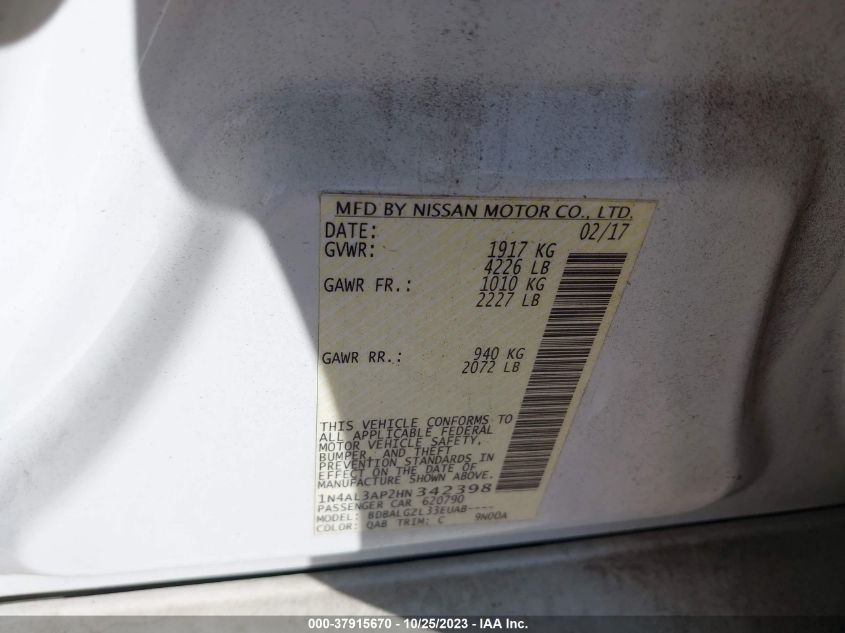 MFD BY NISSAN MOTOR CO., LTD.
DATE: 02/17
GVWR: 1917 KG
4226 LB
GAWR FR.: 1010 KG
2227 LB
GAWR RR.: 940 KG
2072 LB
THIS VEHICLE CONFORMS TO
ALL APPLICABLE FEDERAL
MOTOR VEHICLE SAFETY,
BUMPER, AND THEFT
PREVENTION STANDARDS IN
EFFECT ON THE DATE OF
MANUFACTURE SHOWN ABOVE.
1N4AL3AP2HN 342398
PASSENGER CAR 620790
MODEL: BDBALGZL33EUAB----
COLOR: QAB TRIM: C 9N00A
000-37915670 - 10/25/2023 - IAA Inc.